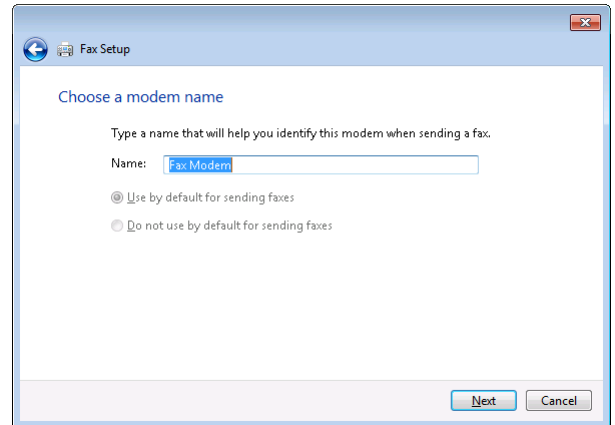 Fax Setup
Choose a modem name
Type a name that will help you identify this modem when sending a fax.
Name: Fax Modem
Use by default for sending faxes
Do not use by default for sending faxes
Next Cancel